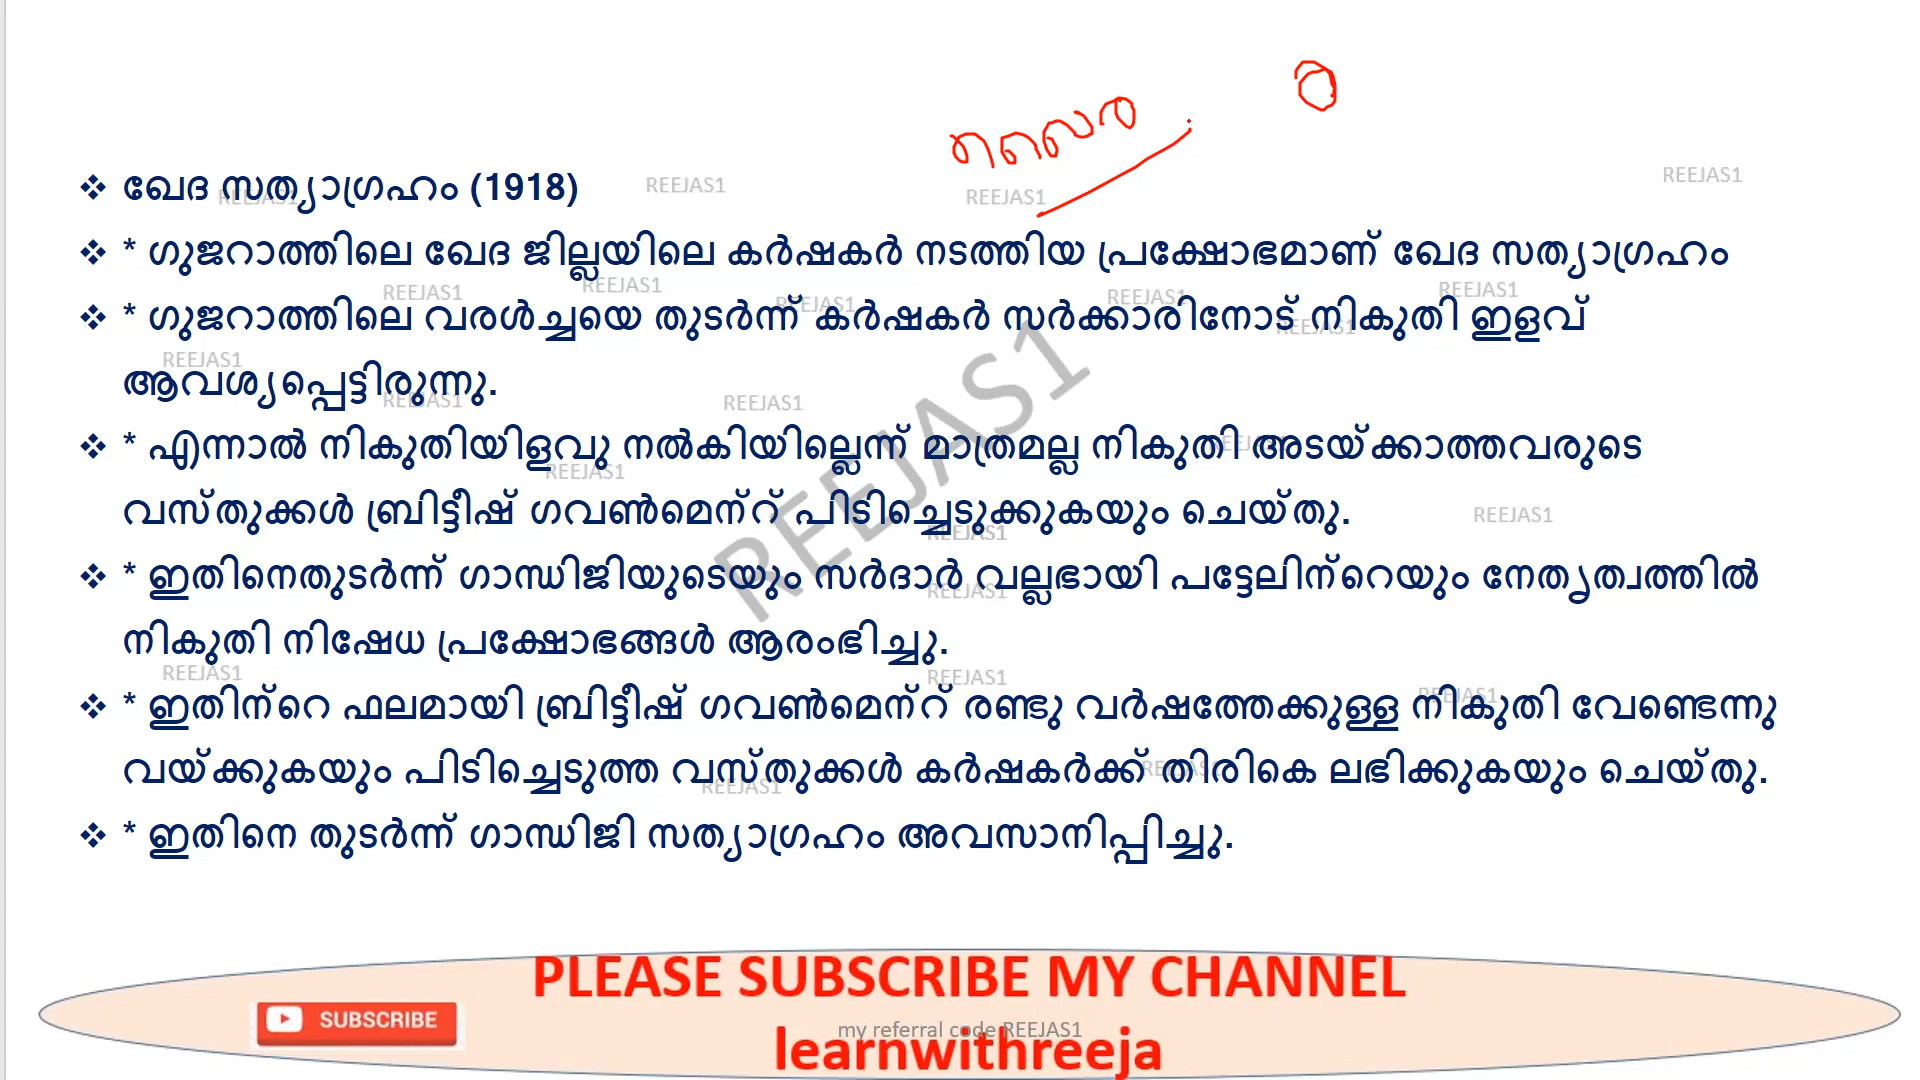 ❖ ഖേദ സത്യാഗ്രഹം (1918)
❖ * ഗുജറാത്തിലെ ഖേദ ജില്ലയിലെ കർഷകർ നടത്തിയ പ്രക്ഷോഭമാണ് ഖേദ സത്യാഗ്രഹം
❖ * ഗുജറാത്തിലെ വരൾച്ചയെ തുടർന്ന് കർഷകർ സർക്കാരിനോട് നികുതി ഇളവ്
ആവശ്യപ്പെട്ടിരുന്നു.
❖ * എന്നാൽ നികുതിയിളവു നൽകിയില്ലെന്ന് മാത്രമല്ല നികുതി അടയ്ക്കാത്തവരുടെ
വസ്തുക്കൾ ബ്രിട്ടീഷ് ഗവൺമെന്റ് പിടിച്ചെടുക്കുകയും ചെയ്തു.
❖ * ഇതിനെതുടർന്ന് ഗാന്ധിജിയുടെയും സർദാർ വല്ലഭായി പട്ടേലിന്റെയും നേതൃത്വത്തിൽ
നികുതി നിഷേധ പ്രക്ഷോഭങ്ങൾ ആരംഭിച്ചു.
❖ * ഇതിന്റെ ഫലമായി ബ്രിട്ടീഷ് ഗവൺമെന്റ് രണ്ടു വർഷത്തേക്കുള്ള നികുതി വേണ്ടെന്നു
വയ്ക്കുകയും പിടിച്ചെടുത്ത വസ്തുക്കൾ കർഷകർക്ക് തിരികെ ലഭിക്കുകയും ചെയ്തു.
❖ * ഇതിനെ തുടർന്ന് ഗാന്ധിജി സത്യാഗ്രഹം അവസാനിപ്പിച്ചു.
REEJAS1
PLEASE SUBSCRIBE MY CHANNEL
SUBSCRIBE
my referral code REEJAS1
learnwithreeja